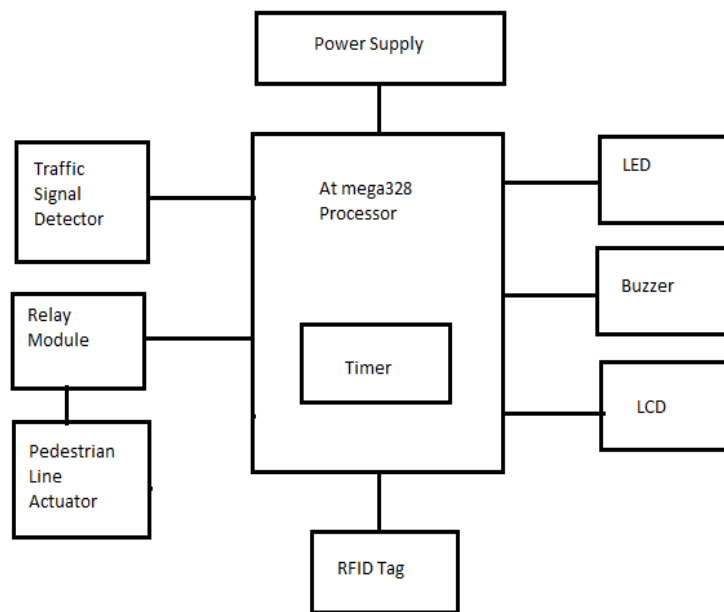 Power Supply
Traffic
Signal
Detector
At mega328
Processor
LED
Relay
Module
Buzzer
Timer
LCD
Pedestrian
Line
Actuator
RFID Tag